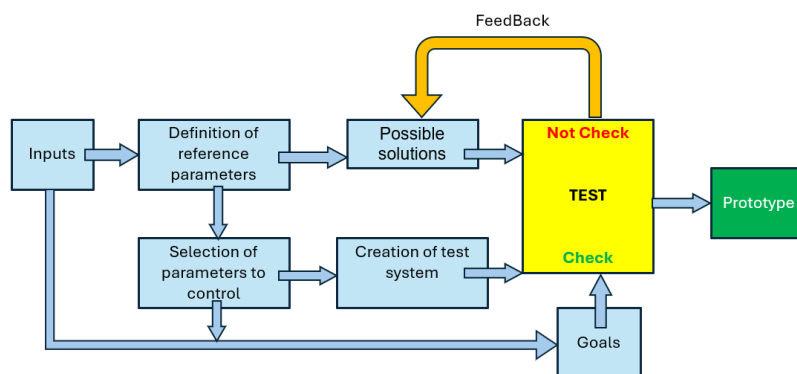 FeedBack
Inputs
Definition of
reference
parameters
Possible
solutions
Not Check
TEST
Check
Prototype
Selection of
parameters to
control
Creation of test
system
Goals